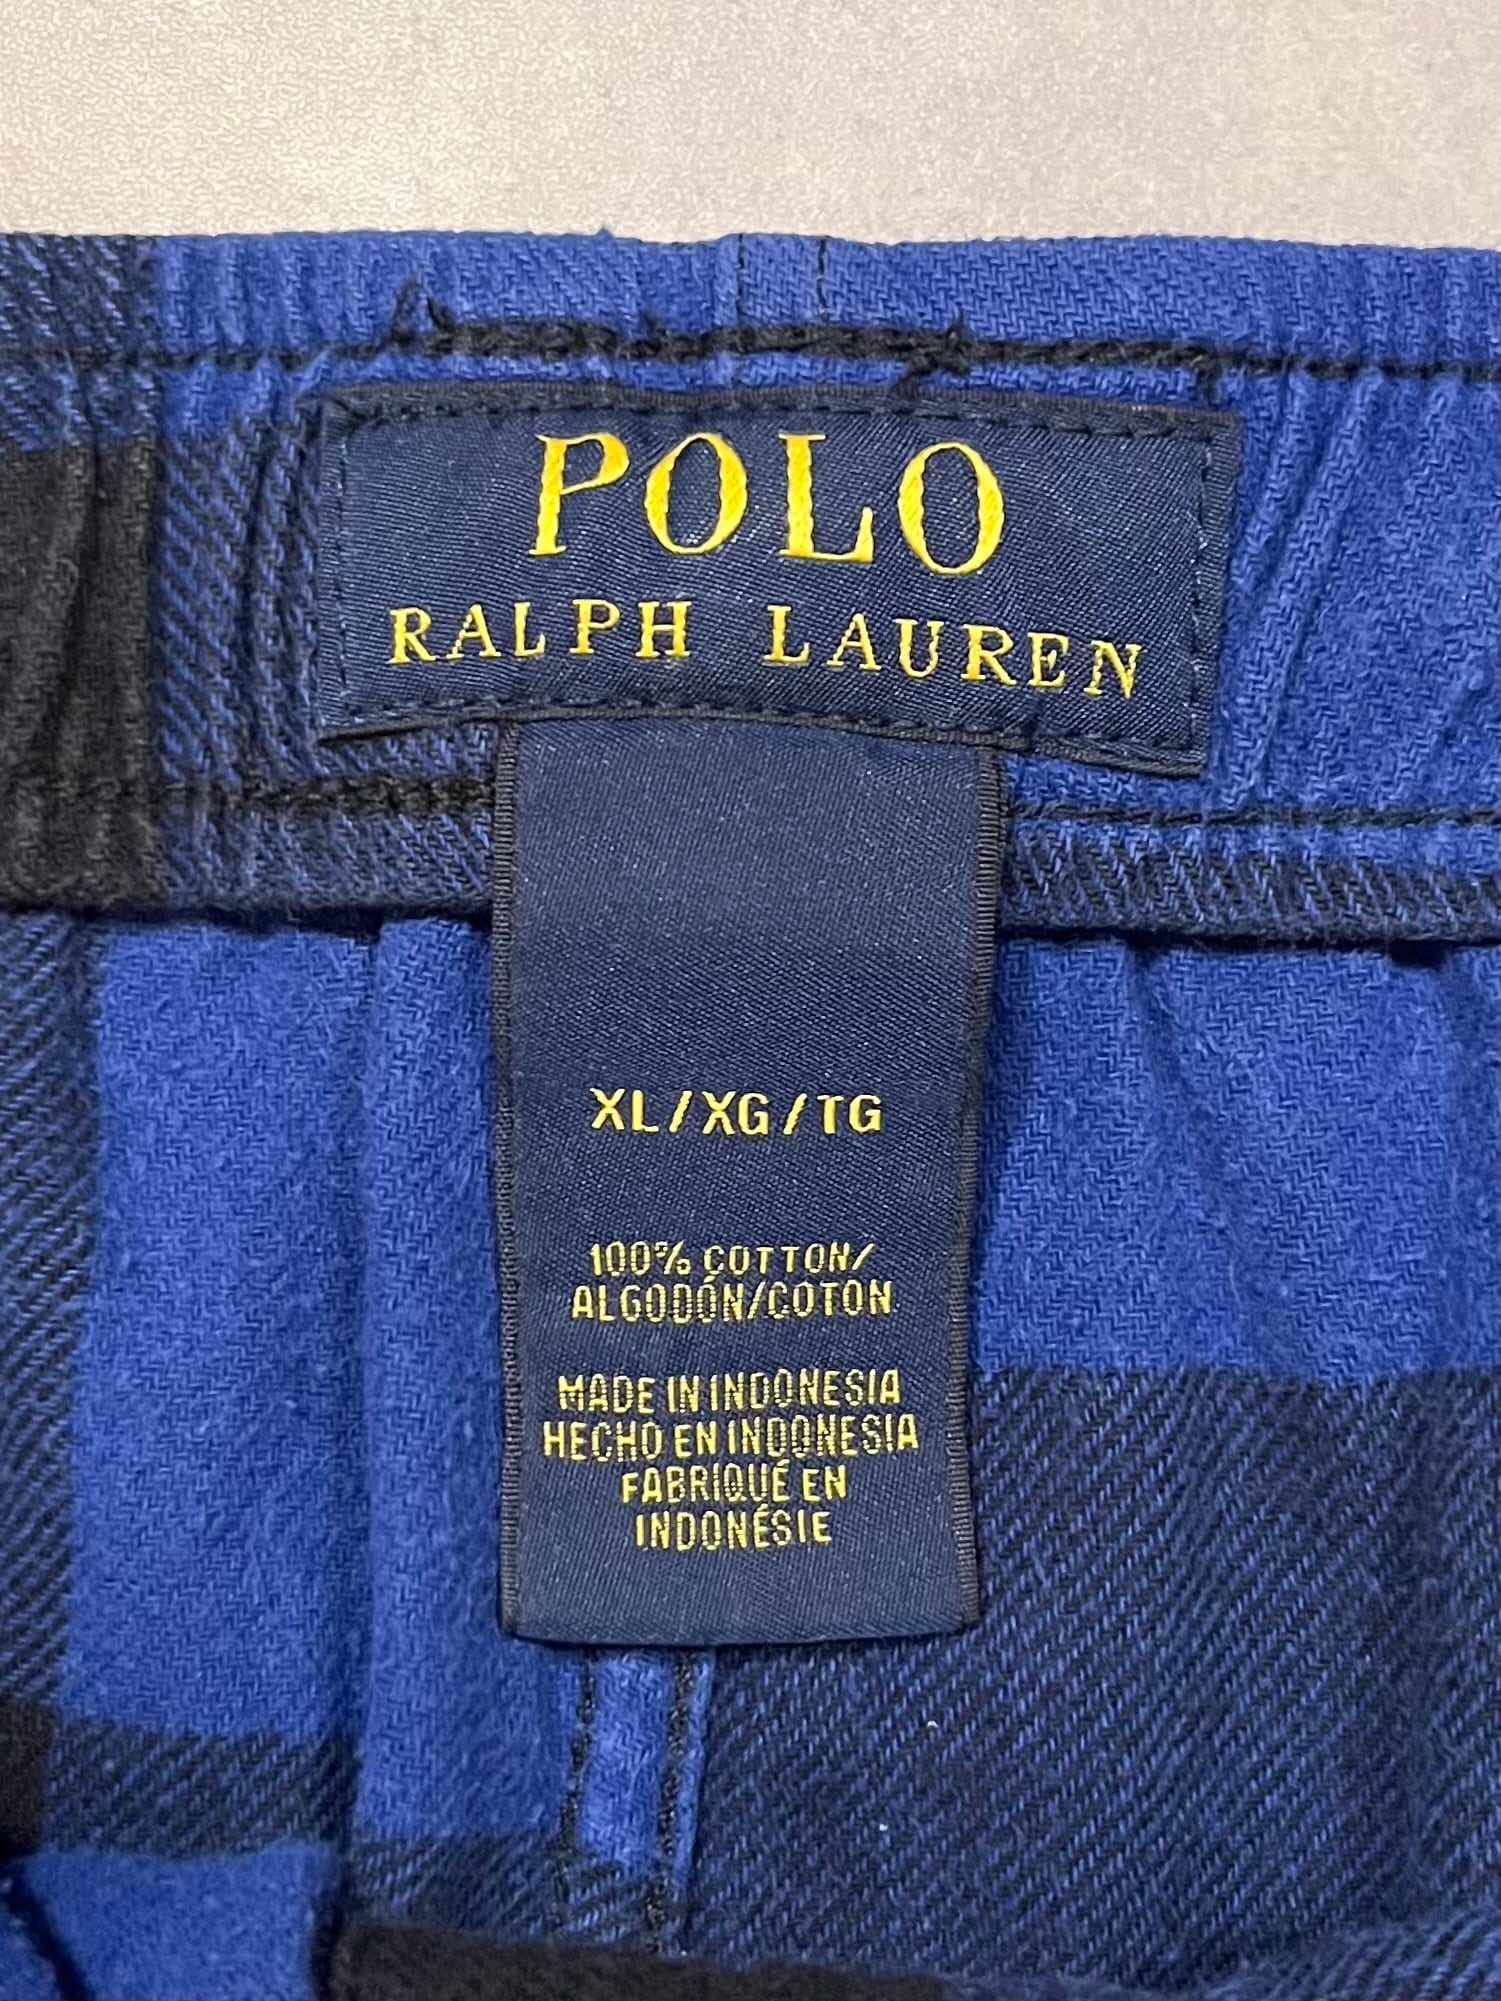 POLO
RALPH LAUREN
XL/XG/TG
100% COTTON/
ALGODÓN/COTON
MADE IN INDONESIA
HECHO EN INDONESIA
FABRIQUÉ EN
INDONÉSIE